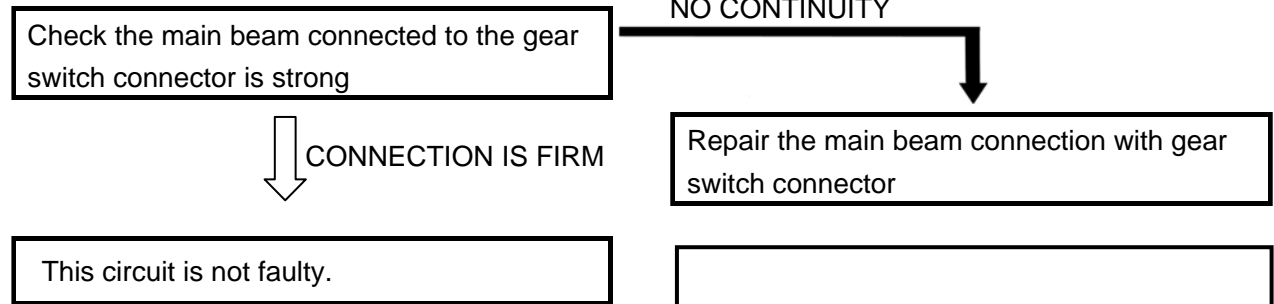 NO CONTINUITY
Check the main beam connected to the gear
switch connector is strong
CONNECTION IS FIRM
Repair the main beam connection with gear
switch connector
This circuit is not faulty.